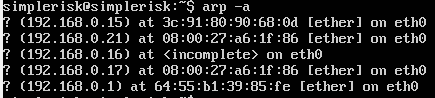 simplerisk@simplerisk:~$ arp -a
? (192.168.0.15) at 3c:91:80:90:68:0d [ether] on eth0
? (192.168.0.21) at 08:00:27:a6:1f:86 [ether] on eth0
? (192.168.0.16) at <incomplete> on eth0
? (192.168.0.17) at 08:00:27:a6:1f:86 [ether] on eth0
? (192.168.0.1) at 64:55:b1:39:85:fe [ether] on eth0